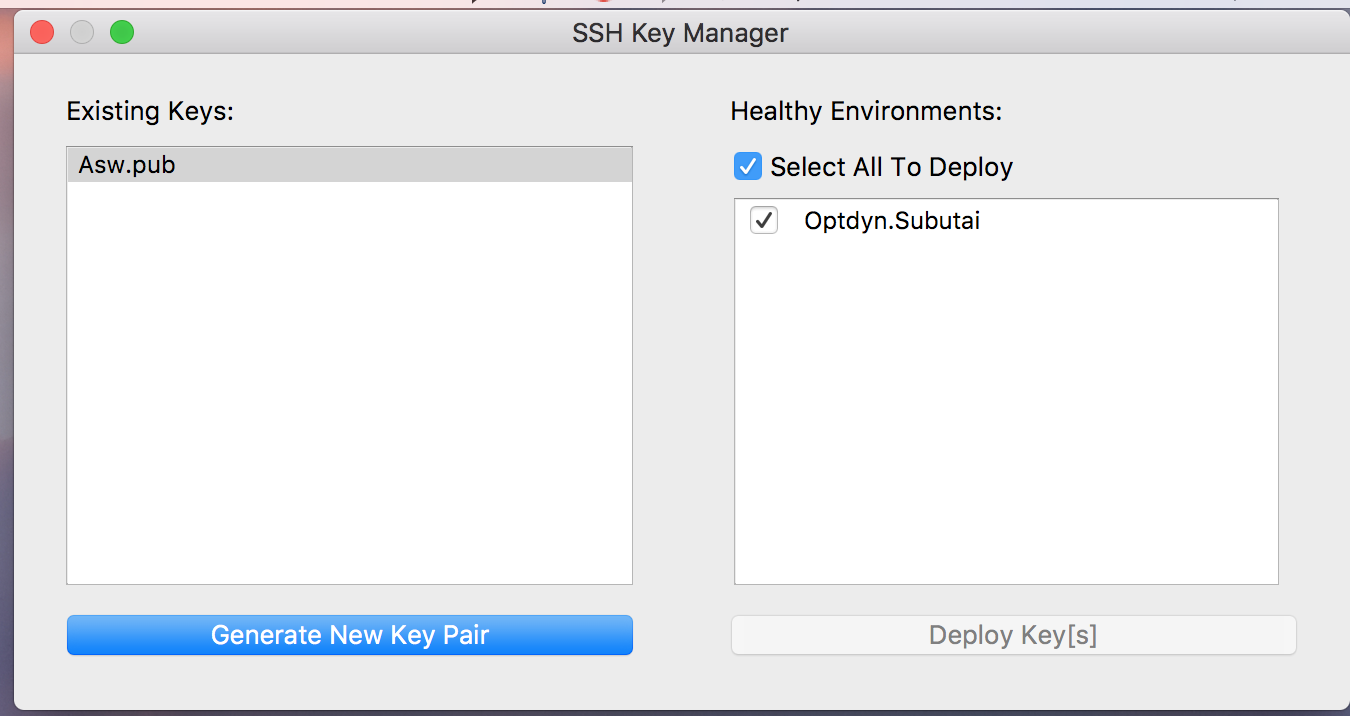 SSH Key Manager
Existing Keys:
Asw.pub
Generate New Key Pair
Healthy Environments:
Select All To Deploy
Optdyn.Subutai
Deploy Key[s]